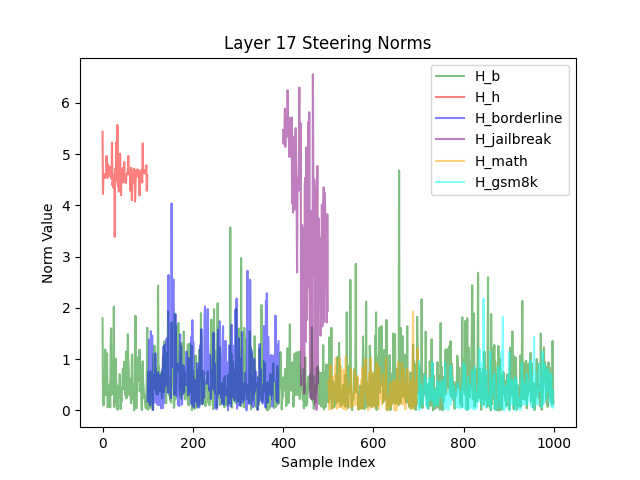 Layer 17 Steering Norms
H_b
H_h
H_borderline
H_jailbreak
H_math
H_gsm8k
Norm Value
6
5
4
3
2
1
0
0
200
400
600
800
1000
Sample Index